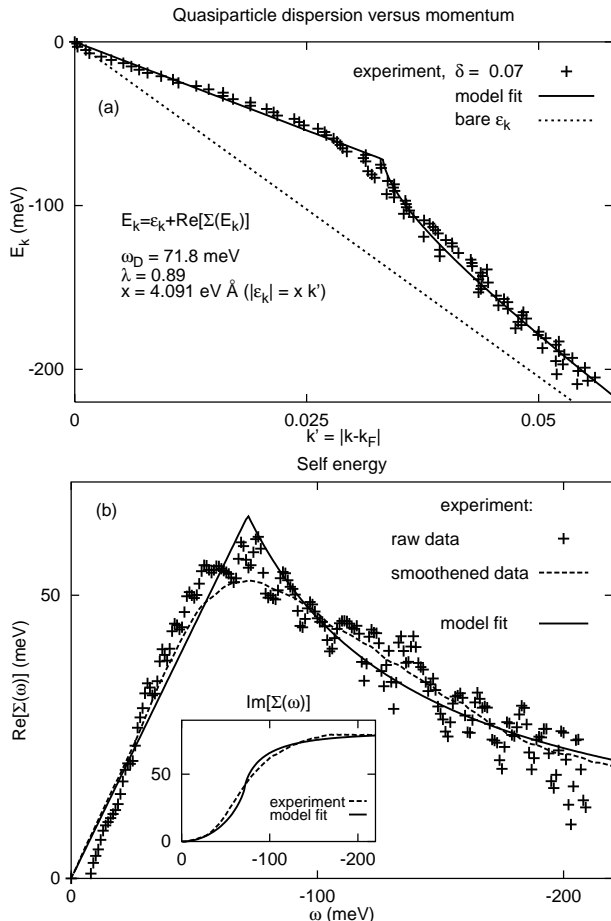 Quasiparticle dispersion versus momentum
0
-100
-200
E_k (meV)
(a)
experiment, δ = 0.07
model fit
bare ε_k
E_k=ε_k+Re[Σ(E_k)]
ω_D = 71.8 meV
λ = 0.89
x = 4.091 eV Å (|ε_k| = x k')
0
0.025
0.05
k' = |k-k_F|
Self energy
(b)
experiment:
raw data
smoothened data
model fit
50
0
Re[Σ(ω)] (meV)
Im[Σ(ω)]
50
0
experiment
model fit
0
-100
-200
0
-100
-200
ω (meV)